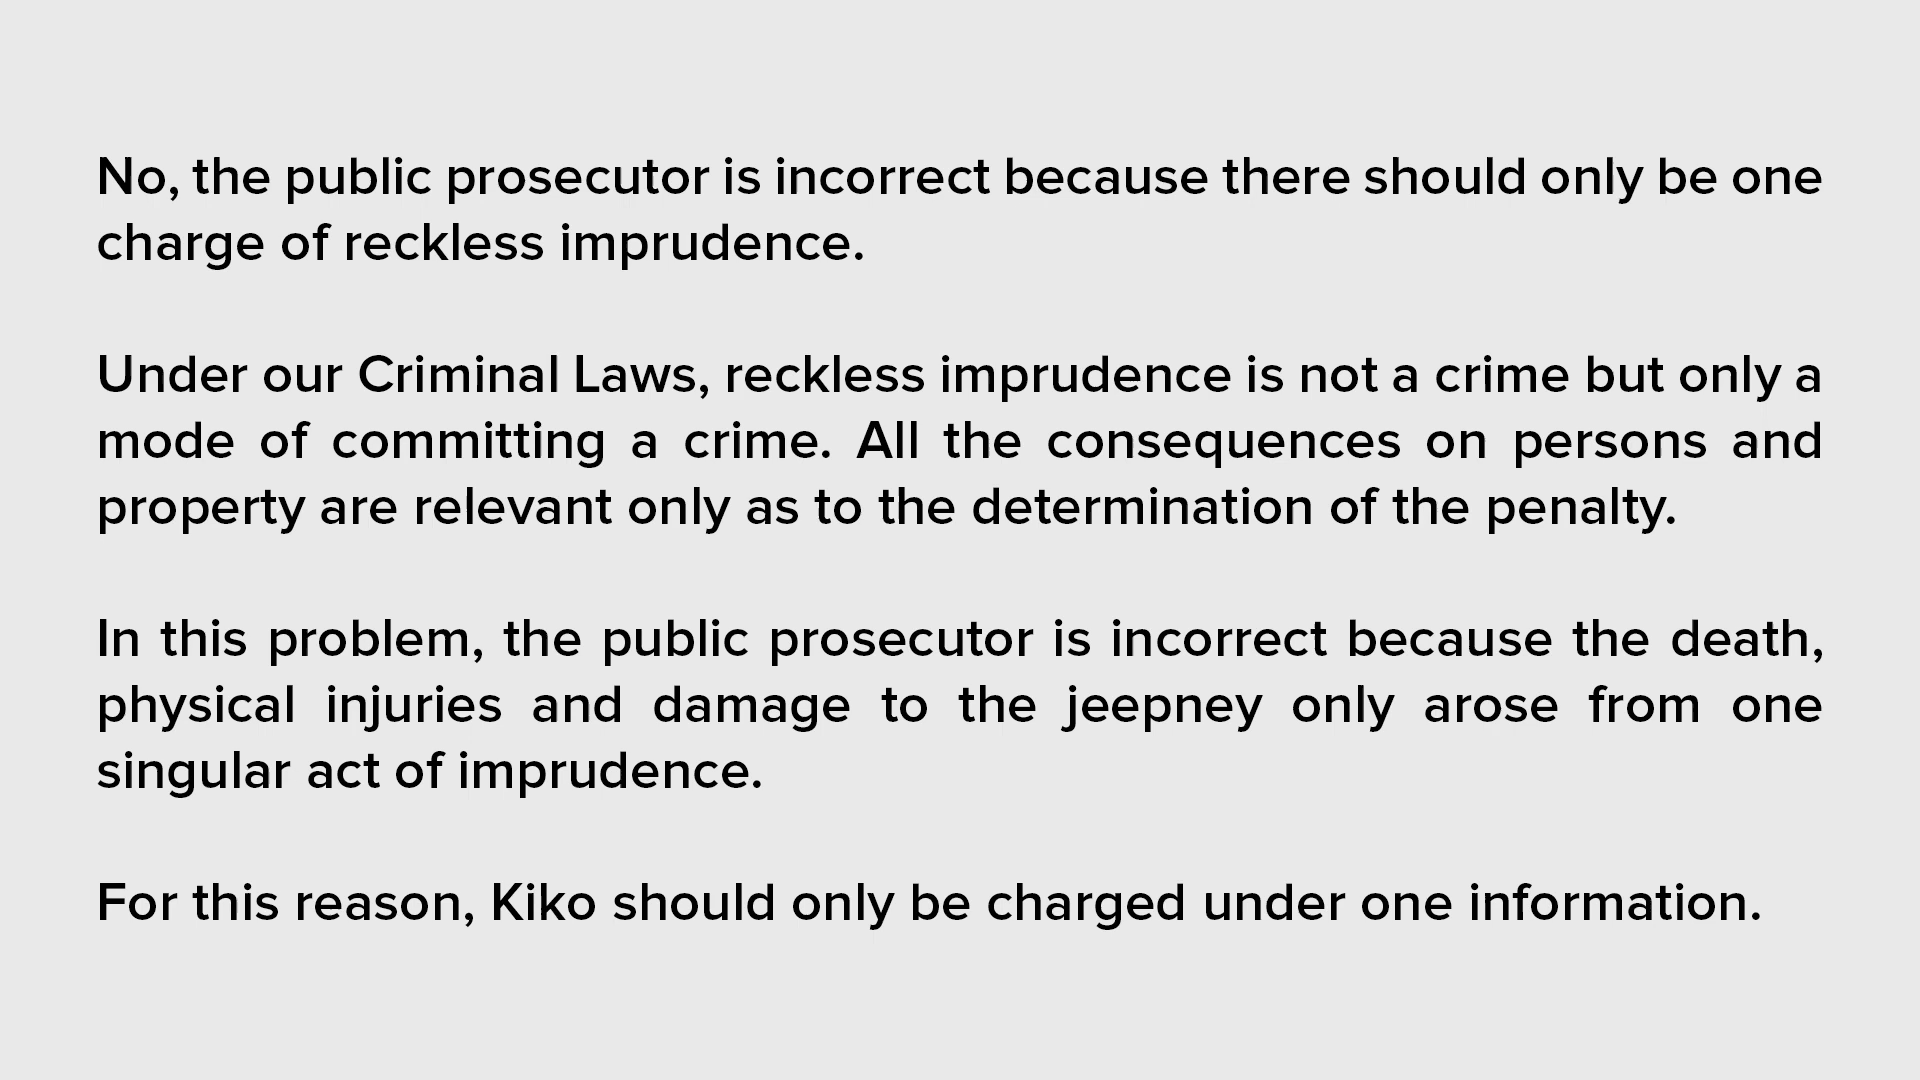 No, the public prosecutor is incorrect because there should only be one
charge of reckless imprudence.
Under our Criminal Laws, reckless imprudence is not a crime but only a
mode of committing a crime. All the consequences on persons and
property are relevant only as to the determination of the penalty.
In this problem, the public prosecutor is incorrect because the death,
physical injuries and damage to the jeepney only arose from one
singular act of imprudence.
For this reason, Kiko should only be charged under one information.